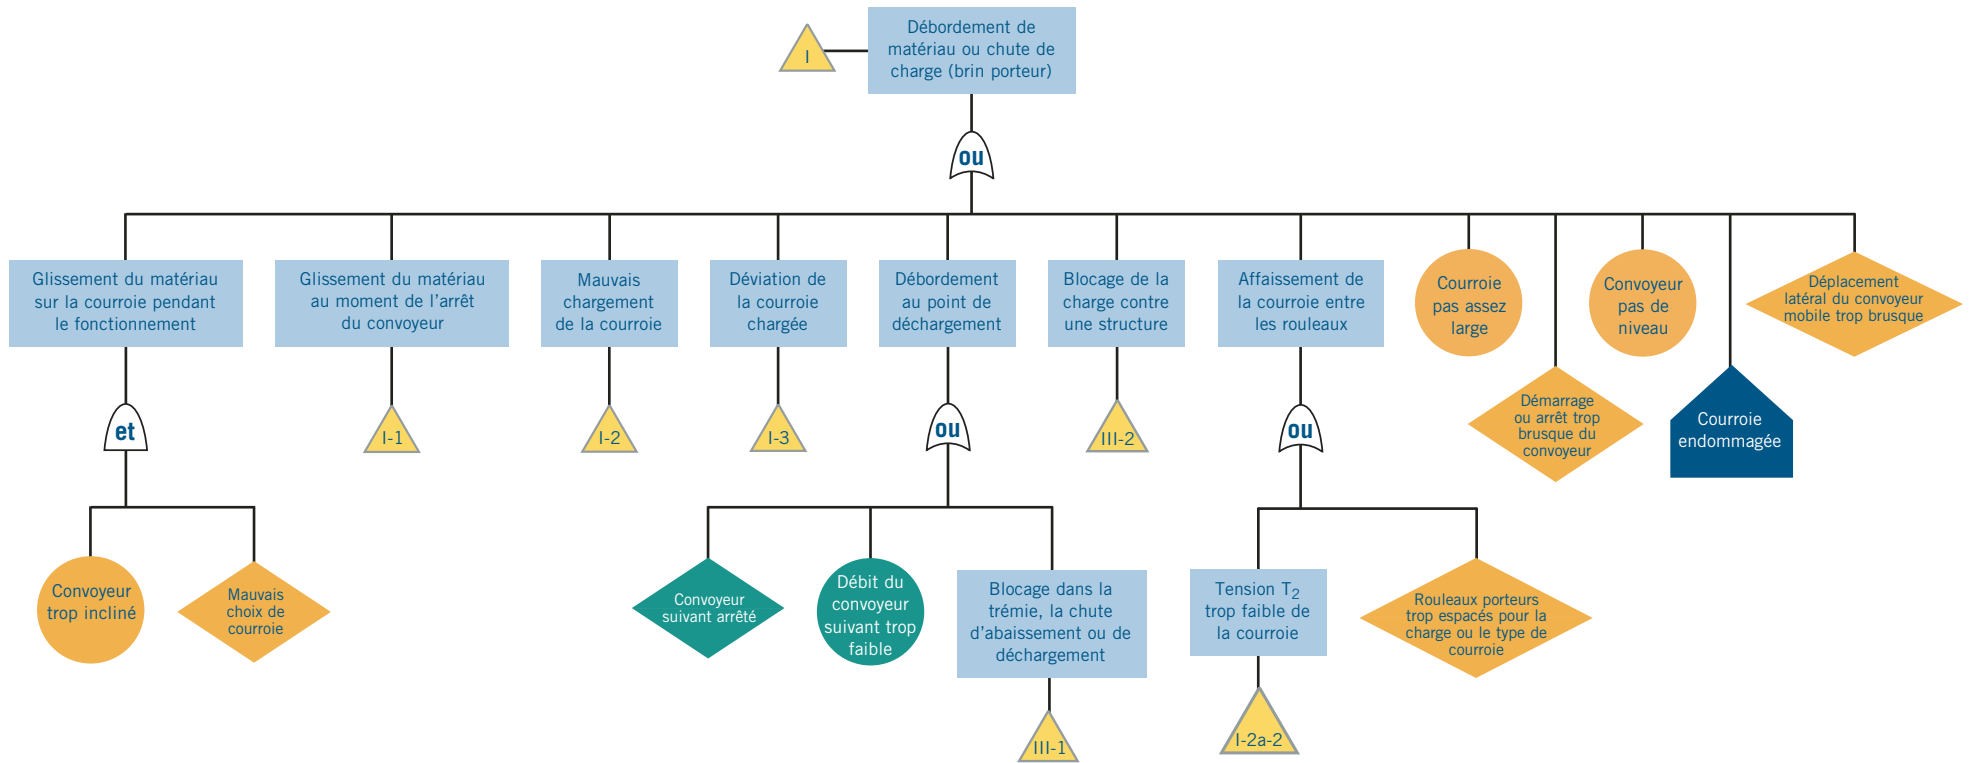 I
Débordement de
matériau ou chute de
charge (brin porteur)
ou
Glissement du matériau
sur la courroie pendant
le fonctionnement
Glissement du matériau
au moment de l'arrêt
du convoyeur
Mauvais
chargement
de la courroie
Déviation de
la courroie
chargée
Débordement
au point de
déchargement
Blocage de la
charge contre
une structure
Affaissement de
la courroie entre
les rouleaux
Courroie
pas assez
large
Convoyeur
pas de
niveau
Déplacement
latéral du convoyeur
mobile trop brusque
et
I-1
I-2
I-3
ou
III-2
ou
Démarrage
ou arrêt trop
brusque du
convoyeur
Courroie
endommagée
Convoyeur
trop incliné
Mauvais
choix de
courroie
Convoyeur
suivant arrêté
Débit du
convoyeur
suivant trop
faible
Blocage dans la
trémie, la chute
d'abaissement ou de
déchargement
Tension T2
trop faible de
la courroie
Rouleaux porteurs
trop espacés pour la
charge ou le type de
courroie
III-1
I-2a-2